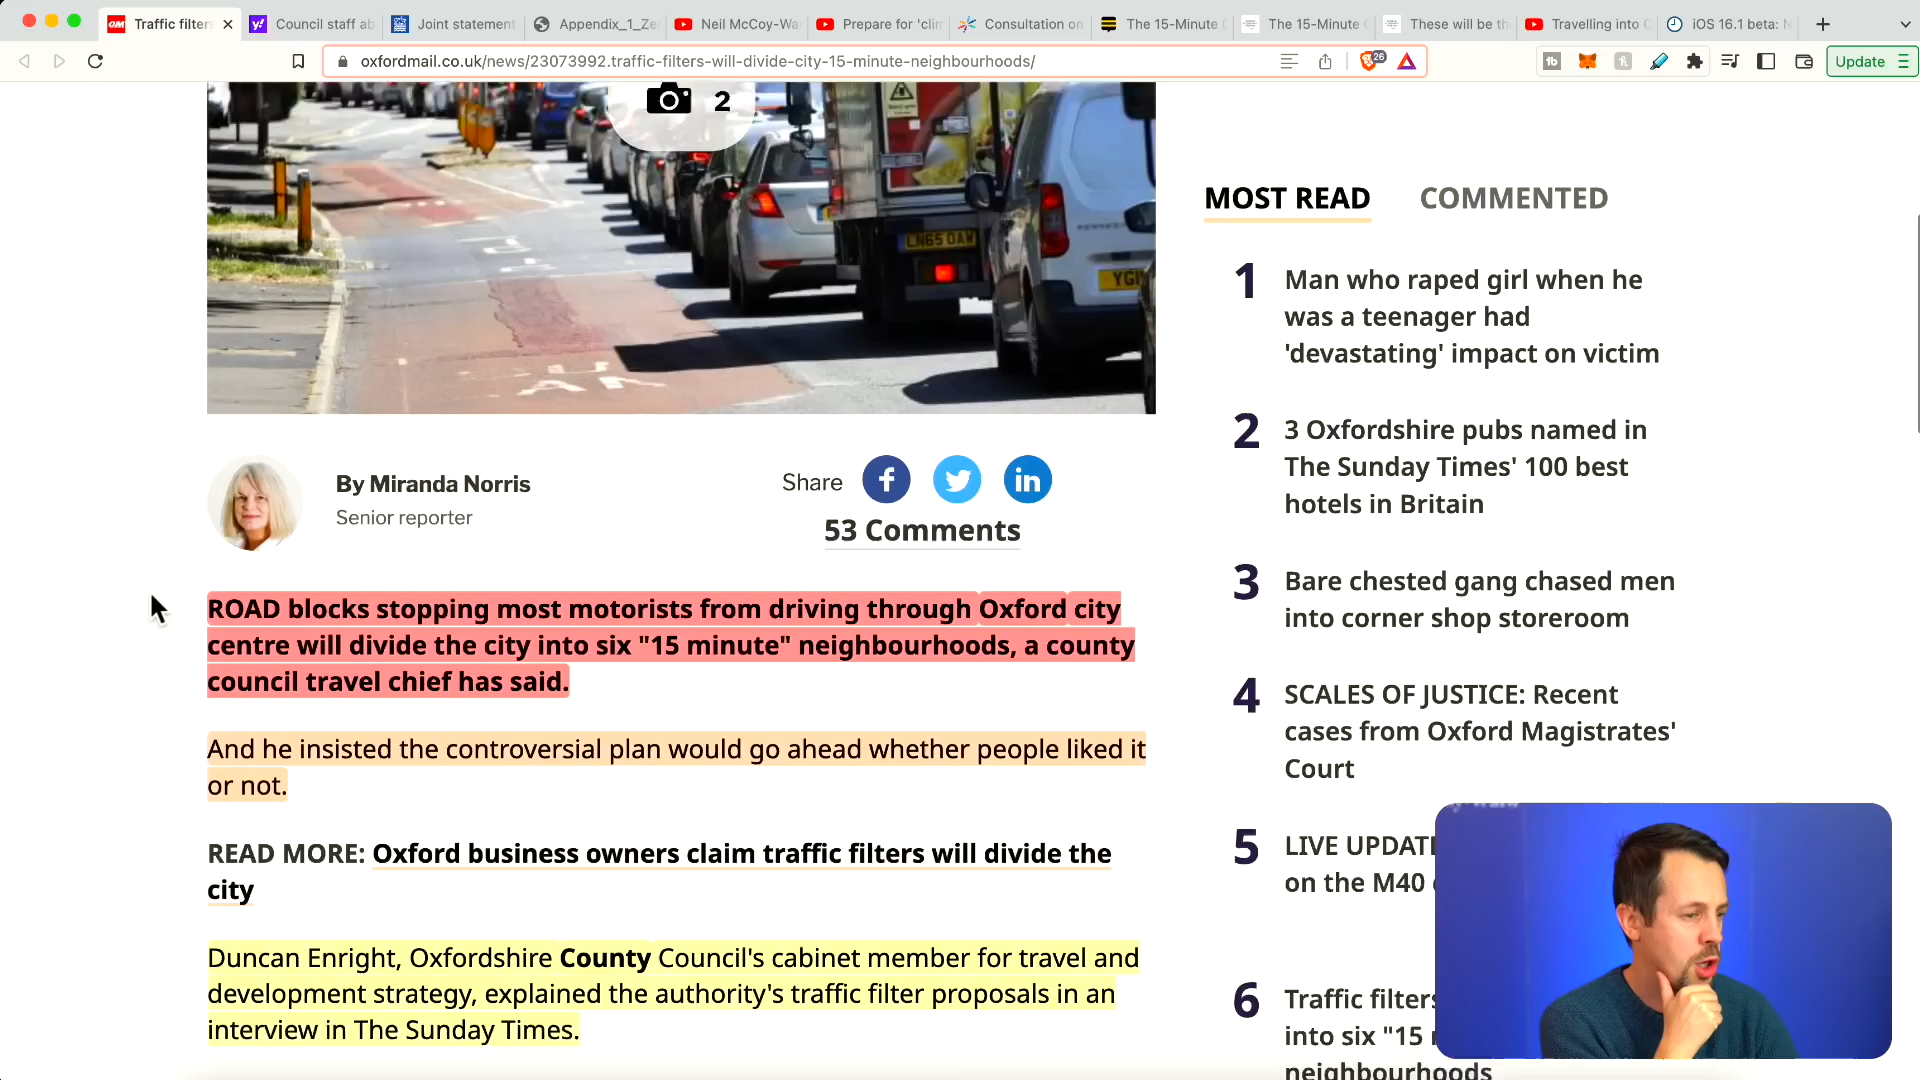 Traffic filters
Council staff ab
Joint statement
Appendix_1_Ze
Neil McCoy-Wa
Prepare for 'clim
Consultation on
The 15-Minute C
The 15-Minute C
These will be th
Travelling into O
iOS 16.1 beta: N
oxfordmail.co.uk/news/23073992.traffic-filters-will-divide-city-15-minute-neighbourhoods/
26
Update
2
LN65 OAW
YG1
By Miranda Norris
Senior reporter
Share
53 Comments
ROAD blocks stopping most motorists from driving through Oxford city
centre will divide the city into six "15 minute" neighbourhoods, a county
council travel chief has said.
And he insisted the controversial plan would go ahead whether people liked it
or not.
READ MORE: Oxford business owners claim traffic filters will divide the
city
Duncan Enright, Oxfordshire County Council's cabinet member for travel and
development strategy, explained the authority's traffic filter proposals in an
interview in The Sunday Times.
MOST READ
COMMENTED
1
Man who raped girl when he
was a teenager had
'devastating' impact on victim
2
3 Oxfordshire pubs named in
The Sunday Times' 100 best
hotels in Britain
3
Bare chested gang chased men
into corner shop storeroom
4
SCALES OF JUSTICE: Recent
cases from Oxford Magistrates'
Court
5
LIVE UPDAT
on the M40
6
Traffic filters
into six "15
neighbourhoods